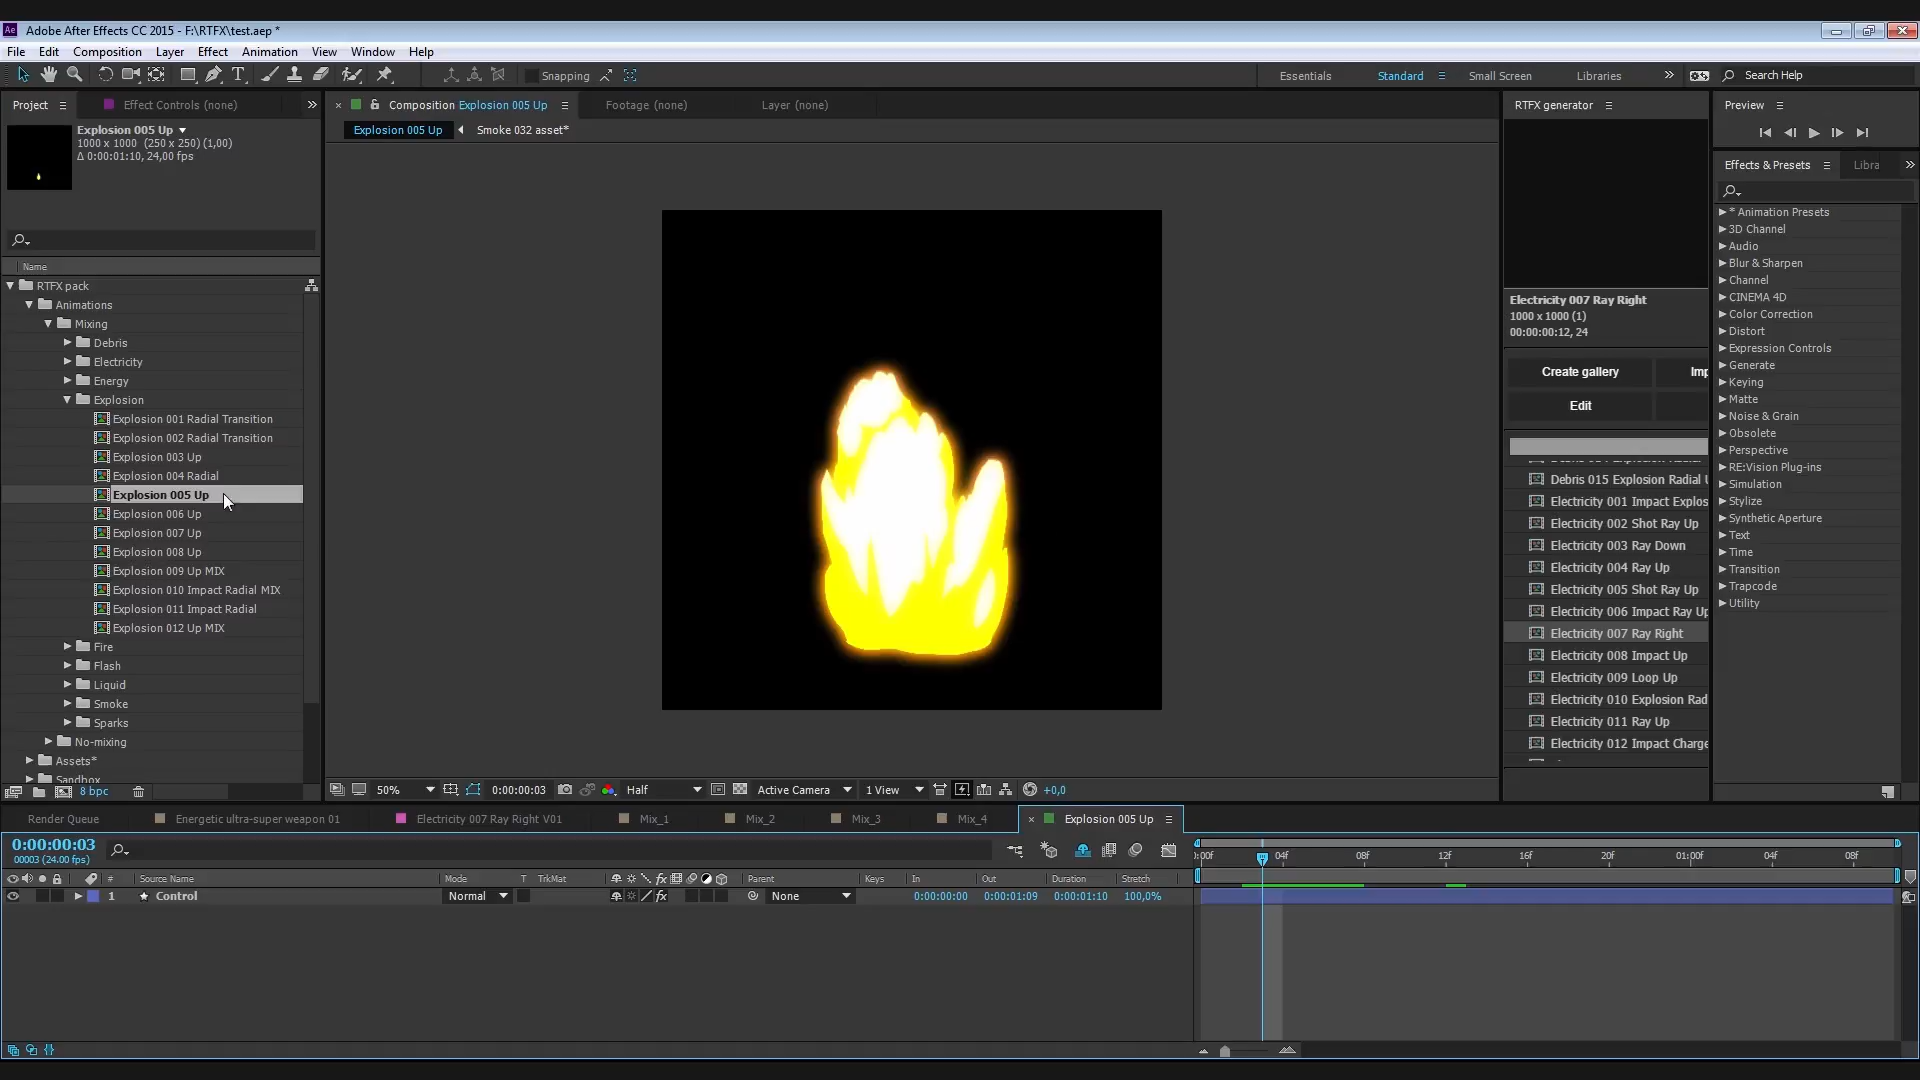 Ae Adobe After Effects CC 2015 - F:\RTFX\test.aep *
File Edit Composition Layer Effect Animation View Window Help
Snapping Essentials Standard Small Screen Libraries Search Help
Project Effect Controls (none)
Composition Explosion 005 Up Footage (none) Layer (none)
RTFX generator
Preview
Explosion 005 Up
1000 x 1000 (250 x 250) (1,00)
Δ 0:00:01:10, 24,00 fps
Explosion 005 Up Smoke 032 asset*
Name
RTFX pack
Animations
Mixing
Debris
Electricity
Energy
Explosion
Explosion 001 Radial Transition
Explosion 002 Radial Transition
Explosion 003 Up
Explosion 004 Radial
Explosion 005 Up
Explosion 006 Up
Explosion 007 Up
Explosion 008 Up
Explosion 009 Up MIX
Explosion 010 Impact Radial MIX
Explosion 011 Impact Radial
Explosion 012 Up MIX
Fire
Flash
Liquid
Smoke
Sparks
No-mixing
Assets*
Sandbox
8 bpc
50% 0:00:00:03 Half Active Camera 1 View +0,0
Electricity 007 Ray Right
1000 x 1000 (1)
00:00:00:12, 24
Create gallery Imp
Edit
Debris 015 Explosion Radial U
Electricity 001 Impact Explos
Electricity 002 Shot Ray Up
Electricity 003 Ray Down
Electricity 004 Ray Up
Electricity 005 Shot Ray Up
Electricity 006 Impact Ray Up
Electricity 007 Ray Right
Electricity 008 Impact Up
Electricity 009 Loop Up
Electricity 010 Explosion Rad
Electricity 011 Ray Up
Electricity 012 Impact Charge
Effects & Presets Libra
* Animation Presets
3D Channel
Audio
Blur & Sharpen
Channel
CINEMA 4D
Color Correction
Distort
Expression Controls
Generate
Keying
Matte
Noise & Grain
Obsolete
Perspective
RE:Vision Plug-ins
Simulation
Stylize
Synthetic Aperture
Text
Time
Transition
Trapcode
Utility
Render Queue Energetic ultra-super weapon 01 Electricity 007 Ray Right V01 Mix_1 Mix_2 Mix_3 Mix_4 Explosion 005 Up
0:00:00:03
00003 (24.00 fps)
:00f 04f 08f 12f 16f 20f 01:00f 04f 08f
# Source Name Mode T TrkMat fx Parent Keys In Out Duration Stretch
1 Control Normal fx None 0:00:00:00 0:00:01:09 0:00:01:10 100,0%